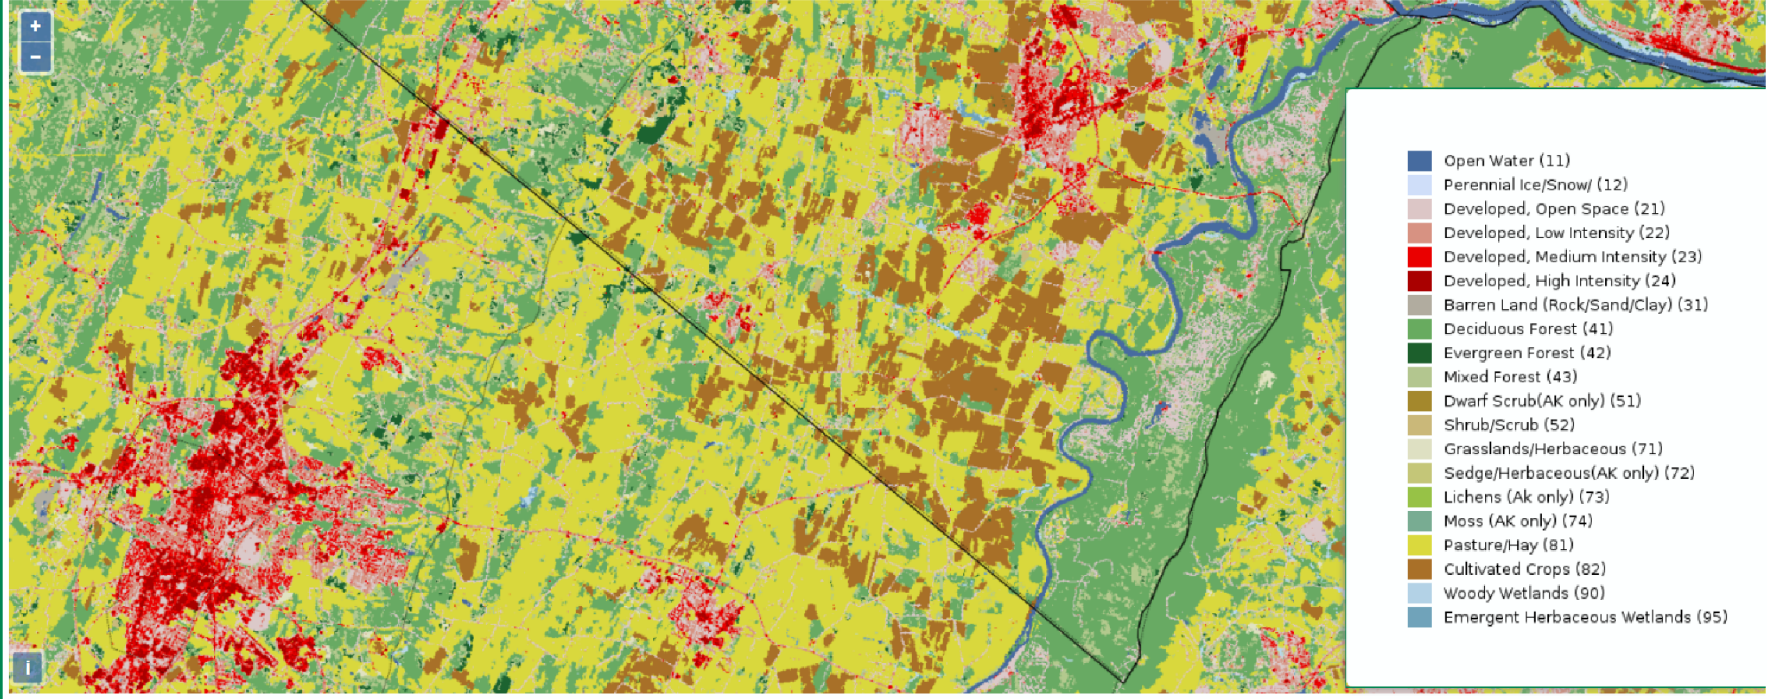 +
–
Open Water (11)
Perennial Ice/Snow/ (12)
Developed, Open Space (21)
Developed, Low Intensity (22)
Developed, Medium Intensity (23)
Developed, High Intensity (24)
Barren Land (Rock/Sand/Clay) (31)
Deciduous Forest (41)
Evergreen Forest (42)
Mixed Forest (43)
Dwarf Scrub(AK only) (51)
Shrub/Scrub (52)
Grasslands/Herbaceous (71)
Sedge/Herbaceous(AK only) (72)
Lichens (Ak only) (73)
Moss (AK only) (74)
Pasture/Hay (81)
Cultivated Crops (82)
Woody Wetlands (90)
Emergent Herbaceous Wetlands (95)
i